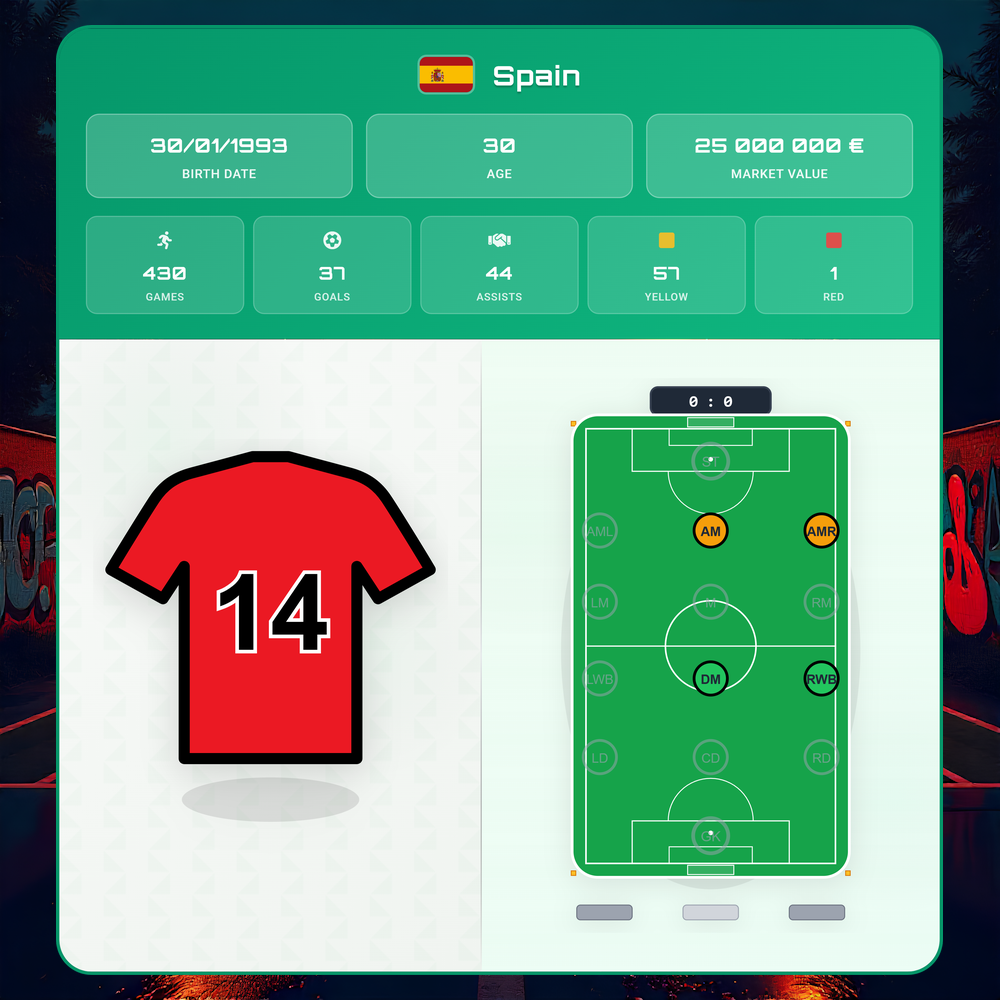 Spain
30/01/1993
BIRTH DATE
30
AGE
25 000 000 €
MARKET VALUE
430
GAMES
37
GOALS
44
ASSISTS
57
YELLOW
1
RED
14
0 : 0
ST
AML
AM
AMR
LM
M
RM
LWB
DM
RWB
LD
CD
RD
GK